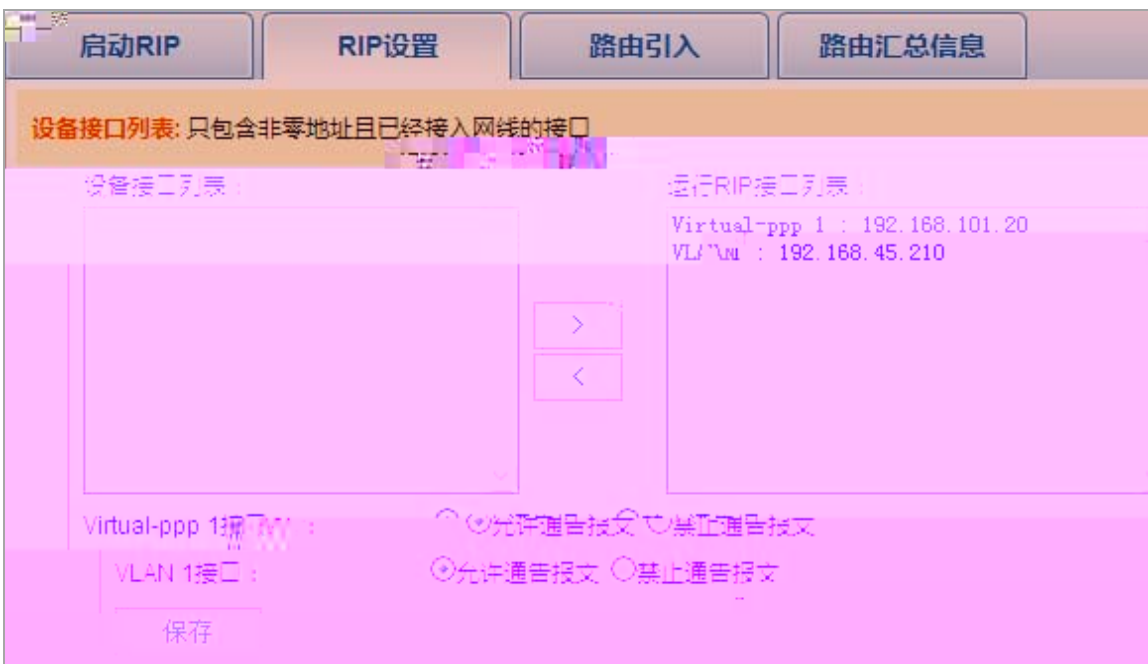 启动RIP
RIP设置
路由引入
路由汇总信息
设备接口列表: 只包含非零地址且已经接入网线的接口
设备接口列表：
运行RIP接口列表：
Virtual-ppp 1 : 192.168.101.20
: 192.168.45.210
>
<
Virtual-ppp 1接口 ： 允许通告报文 禁止通告报文
VLAN 1接口： 允许通告报文 禁止通告报文
保存